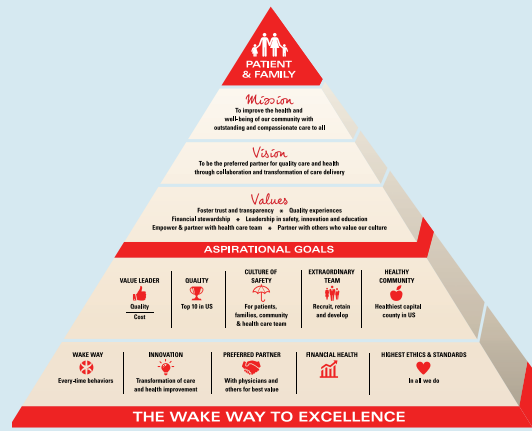 PATIENT
& FAMILY
Mission
To improve the health and
well-being of our community with
outstanding and compassionate care to all
Vision
To be the preferred partner for quality care and health
through collaboration and transformation of care delivery
Values
Foster trust and transparency • Quality experiences
Financial stewardship • Leadership in safety, innovation and education
Empower & partner with health care team • Partner with others who value our culture
ASPIRATIONAL GOALS
VALUE LEADER
Quality
Cost
QUALITY
Top 10 in US
CULTURE OF
SAFETY
For patients,
families, community
& health care team
EXTRAORDINARY
TEAM
Recruit, retain
and develop
HEALTHY
COMMUNITY
Healthiest capital
county in US
WAKE WAY
Every-time behaviors
INNOVATION
Transformation of care
and health improvement
PREFERRED PARTNER
With physicians and
others for best value
FINANCIAL HEALTH
HIGHEST ETHICS & STANDARDS
In all we do
THE WAKE WAY TO EXCELLENCE